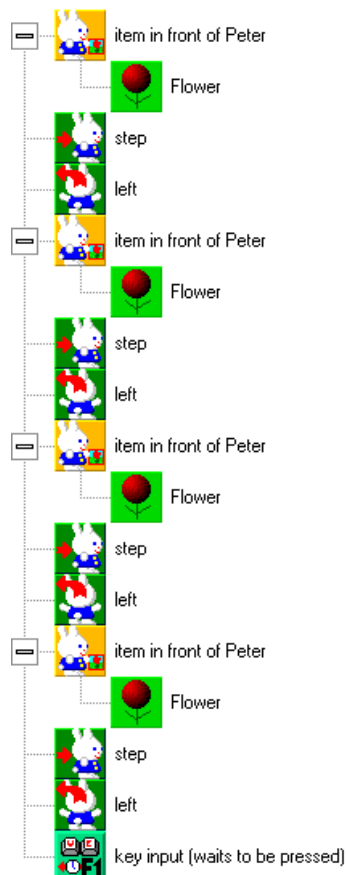 item in front of Peter
Flower
step
left
item in front of Peter
Flower
step
left
item in front of Peter
Flower
step
left
item in front of Peter
Flower
step
left
F1
key input (waits to be pressed)